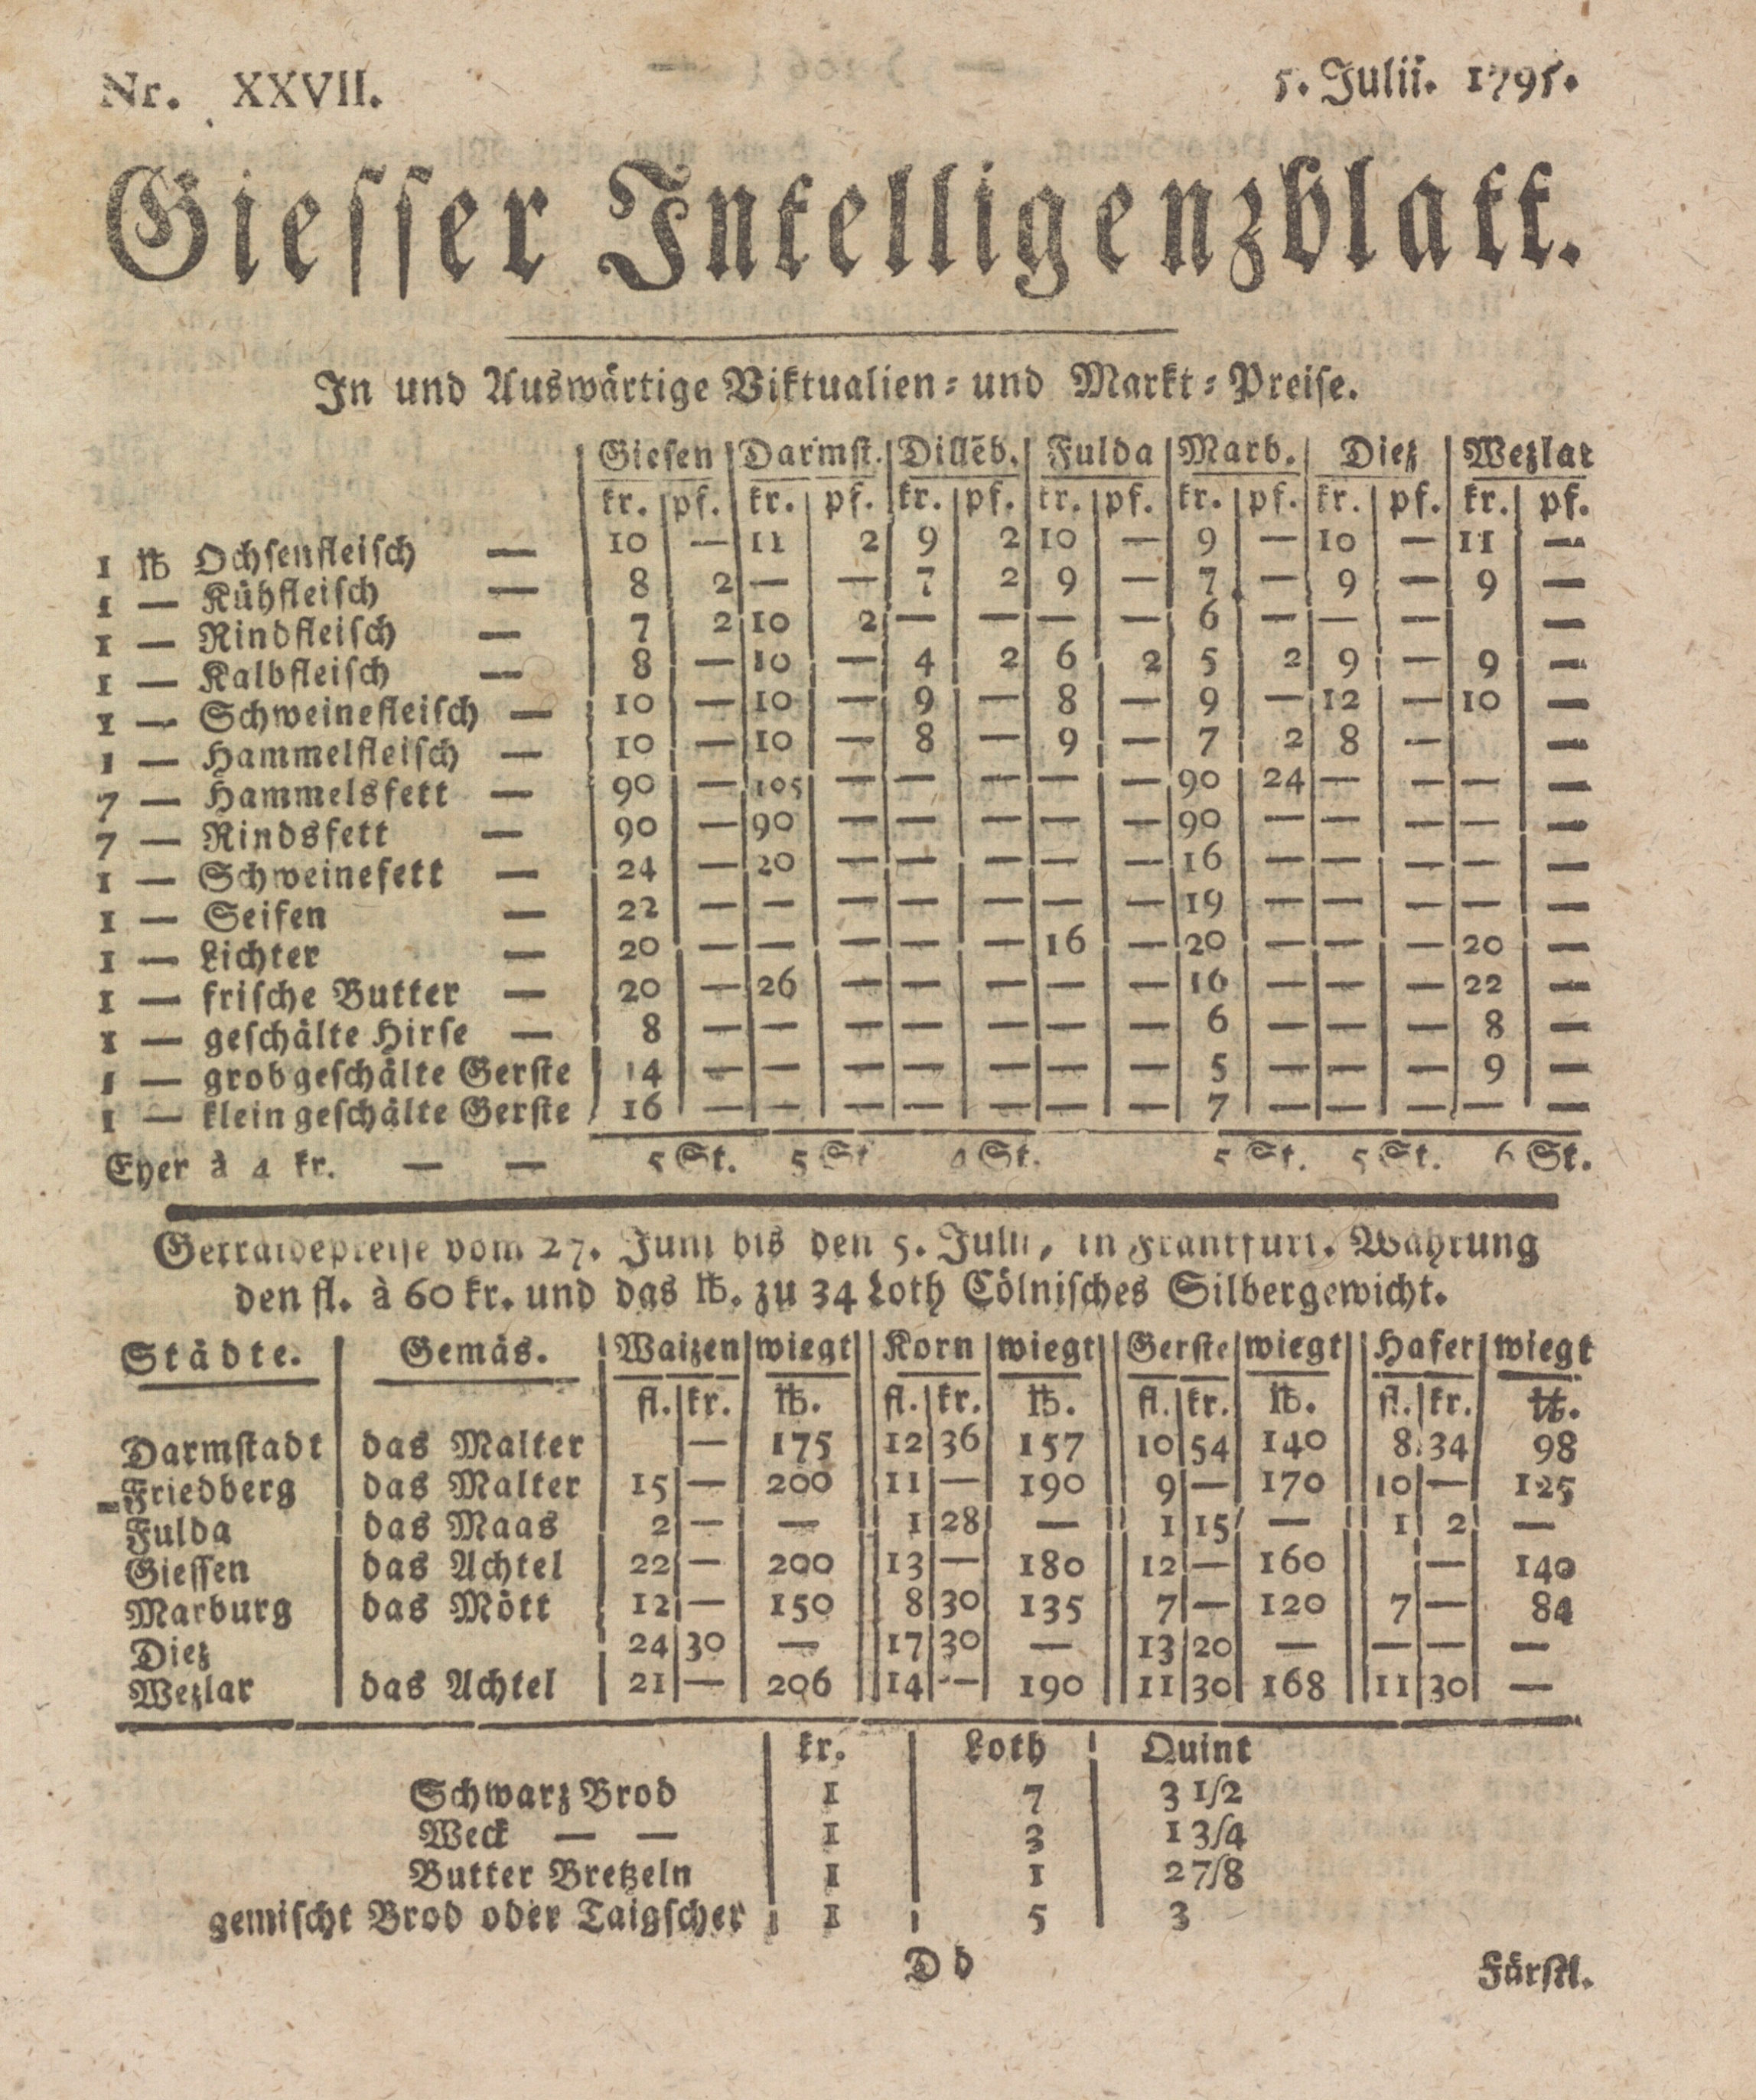 Nr. XXVII. 5. Julii. 1795.
Giesser Intelligenzblatt.
In und Auswärtige Viktualien- und Markt-Preise.
Giesen Darmst. Dillēb. Fulda Marb. Diez Wezlar
kr. pf. kr. pf. kr. pf. kr. pf. kr. pf. kr. pf. kr. pf.
1 ℔ Ochsenfleisch — 10 — 11 2 9 2 10 — 9 — 10 — 11 —
1 — Kühfleisch — 8 2 — — 7 2 9 — 7 — 9 — 9 —
1 — Rindfleisch — 7 2 10 2 — — — — 6 — — — —
1 — Kalbfleisch — 8 — 10 — 4 2 6 2 5 2 9 — 9 —
1 — Schweinefleisch — 10 — 10 — 9 — 8 — 9 — 12 — 10 —
1 — Hammelfleisch — 10 — 10 — 8 — 9 — 7 2 8 — —
7 — Hammelsfett — 90 — 105 — — — — — 90 24 — — — —
7 — Rindsfett — 90 — 90 — — — — — 90 — — — — —
1 — Schweinefett — 24 — 20 — — — — — 16 — — — — —
1 — Seifen — 22 — — — — — — — 19 — — — — —
1 — Lichter — 20 — — — — — 16 — 20 — — — 20 —
1 — frische Butter — 20 — 26 — — — — — 16 — — — 22 —
1 — geschälte Hirse — 8 — — — — — — — 6 — — — 8 —
1 — grob geschälte Gerste 14 — — — — — — — 5 — — — 9 —
1 — klein geschälte Gerste 16 — — — — — — — 7 — — — — —
Eyer à 4 kr. — — 5 St. 5 St. 4 St. 5 St. 5 St. 6 St.
Getraidepreise vom 27. Juni bis den 5. Julii, in Frankfurt. Währung
den fl. à 60 kr. und das ℔. zu 34 Loth Cölnisches Silbergewicht.
Städte. Gemäs. Waizen wiegt Korn wiegt Gerste wiegt Hafer wiegt
fl. kr. ℔. fl. kr. ℔. fl. kr. ℔. fl. kr. ℔.
Darmstadt das Malter — 175 12 36 157 10 54 140 8 34 98
Friedberg das Malter 15 — 200 11 — 190 9 — 170 10 — 125
Fulda das Maas 2 — — 1 28 — 1 15 — 1 2 —
Giessen das Achtel 22 — 200 13 — 180 12 — 160 — 140
Marburg das Mött 12 — 150 8 30 135 7 — 120 7 — 84
Diez 24 30 — 17 30 — 13 20 — — — —
Wezlar das Achtel 21 — 206 14 — 190 11 30 168 11 30 —
kr. Loth Quint
Schwarz Brod 1 7 3 1/2
Weck — — 1 3 1 3/4
Butter Bretzeln 1 1 2 7/8
gemischt Brod oder Taigscher 1 5 3
D d Fürstl.